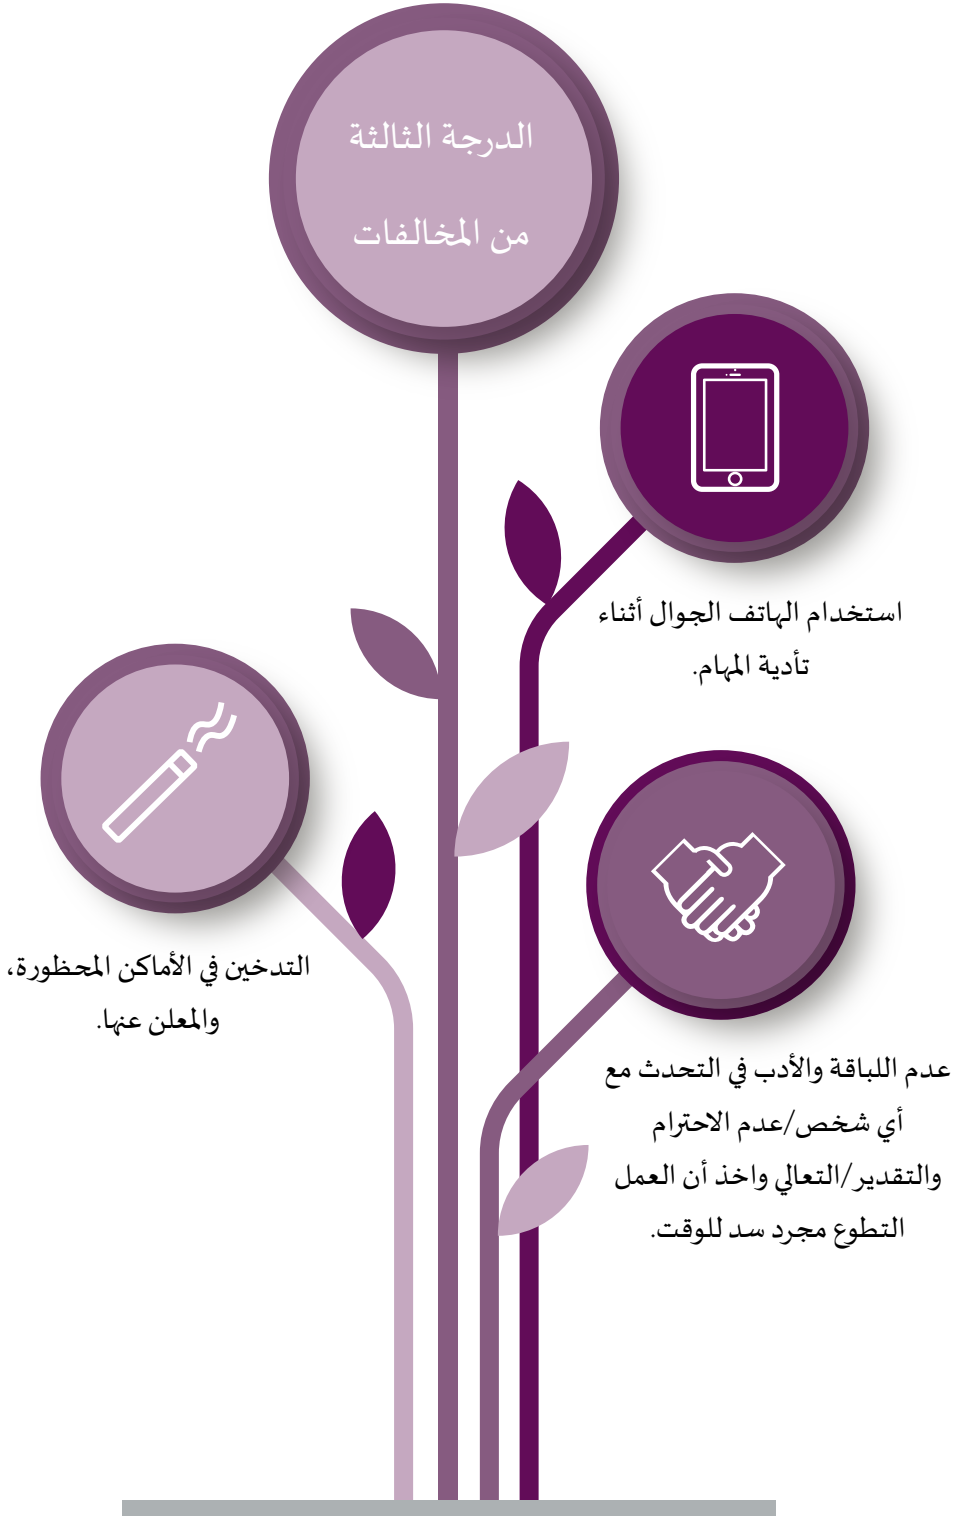 الدرجة الثالثة
من المخالفات
استخدام الهاتف الجوال أثناء
تأدية المهام.
التدخين في الأماكن المحظورة،
والمعلن عنها.
عدم اللباقة والأدب في التحدث مع
أي شخص/عدم الاحترام
والتقدير/التعالي واخذ أن العمل
التطوع مجرد سد للوقت.